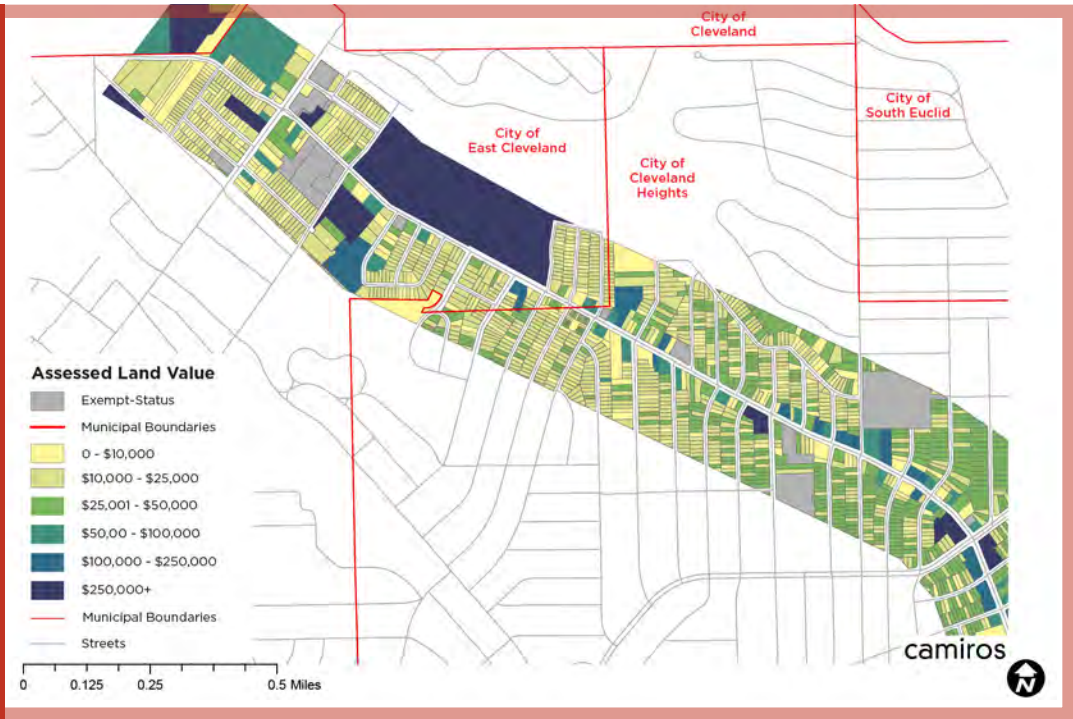 City of
Cleveland
City of
South Euclid
City of
East Cleveland
City of
Cleveland
Heights
Assessed Land Value
Exempt-Status
Municipal Boundaries
0 - $10,000
$10,000 - $25,000
$25,001 - $50,000
$50,00 - $100,000
$100,000 - $250,000
$250,000+
Municipal Boundaries
Streets
0 0.125 0.25 0.5 Miles
camiros
N